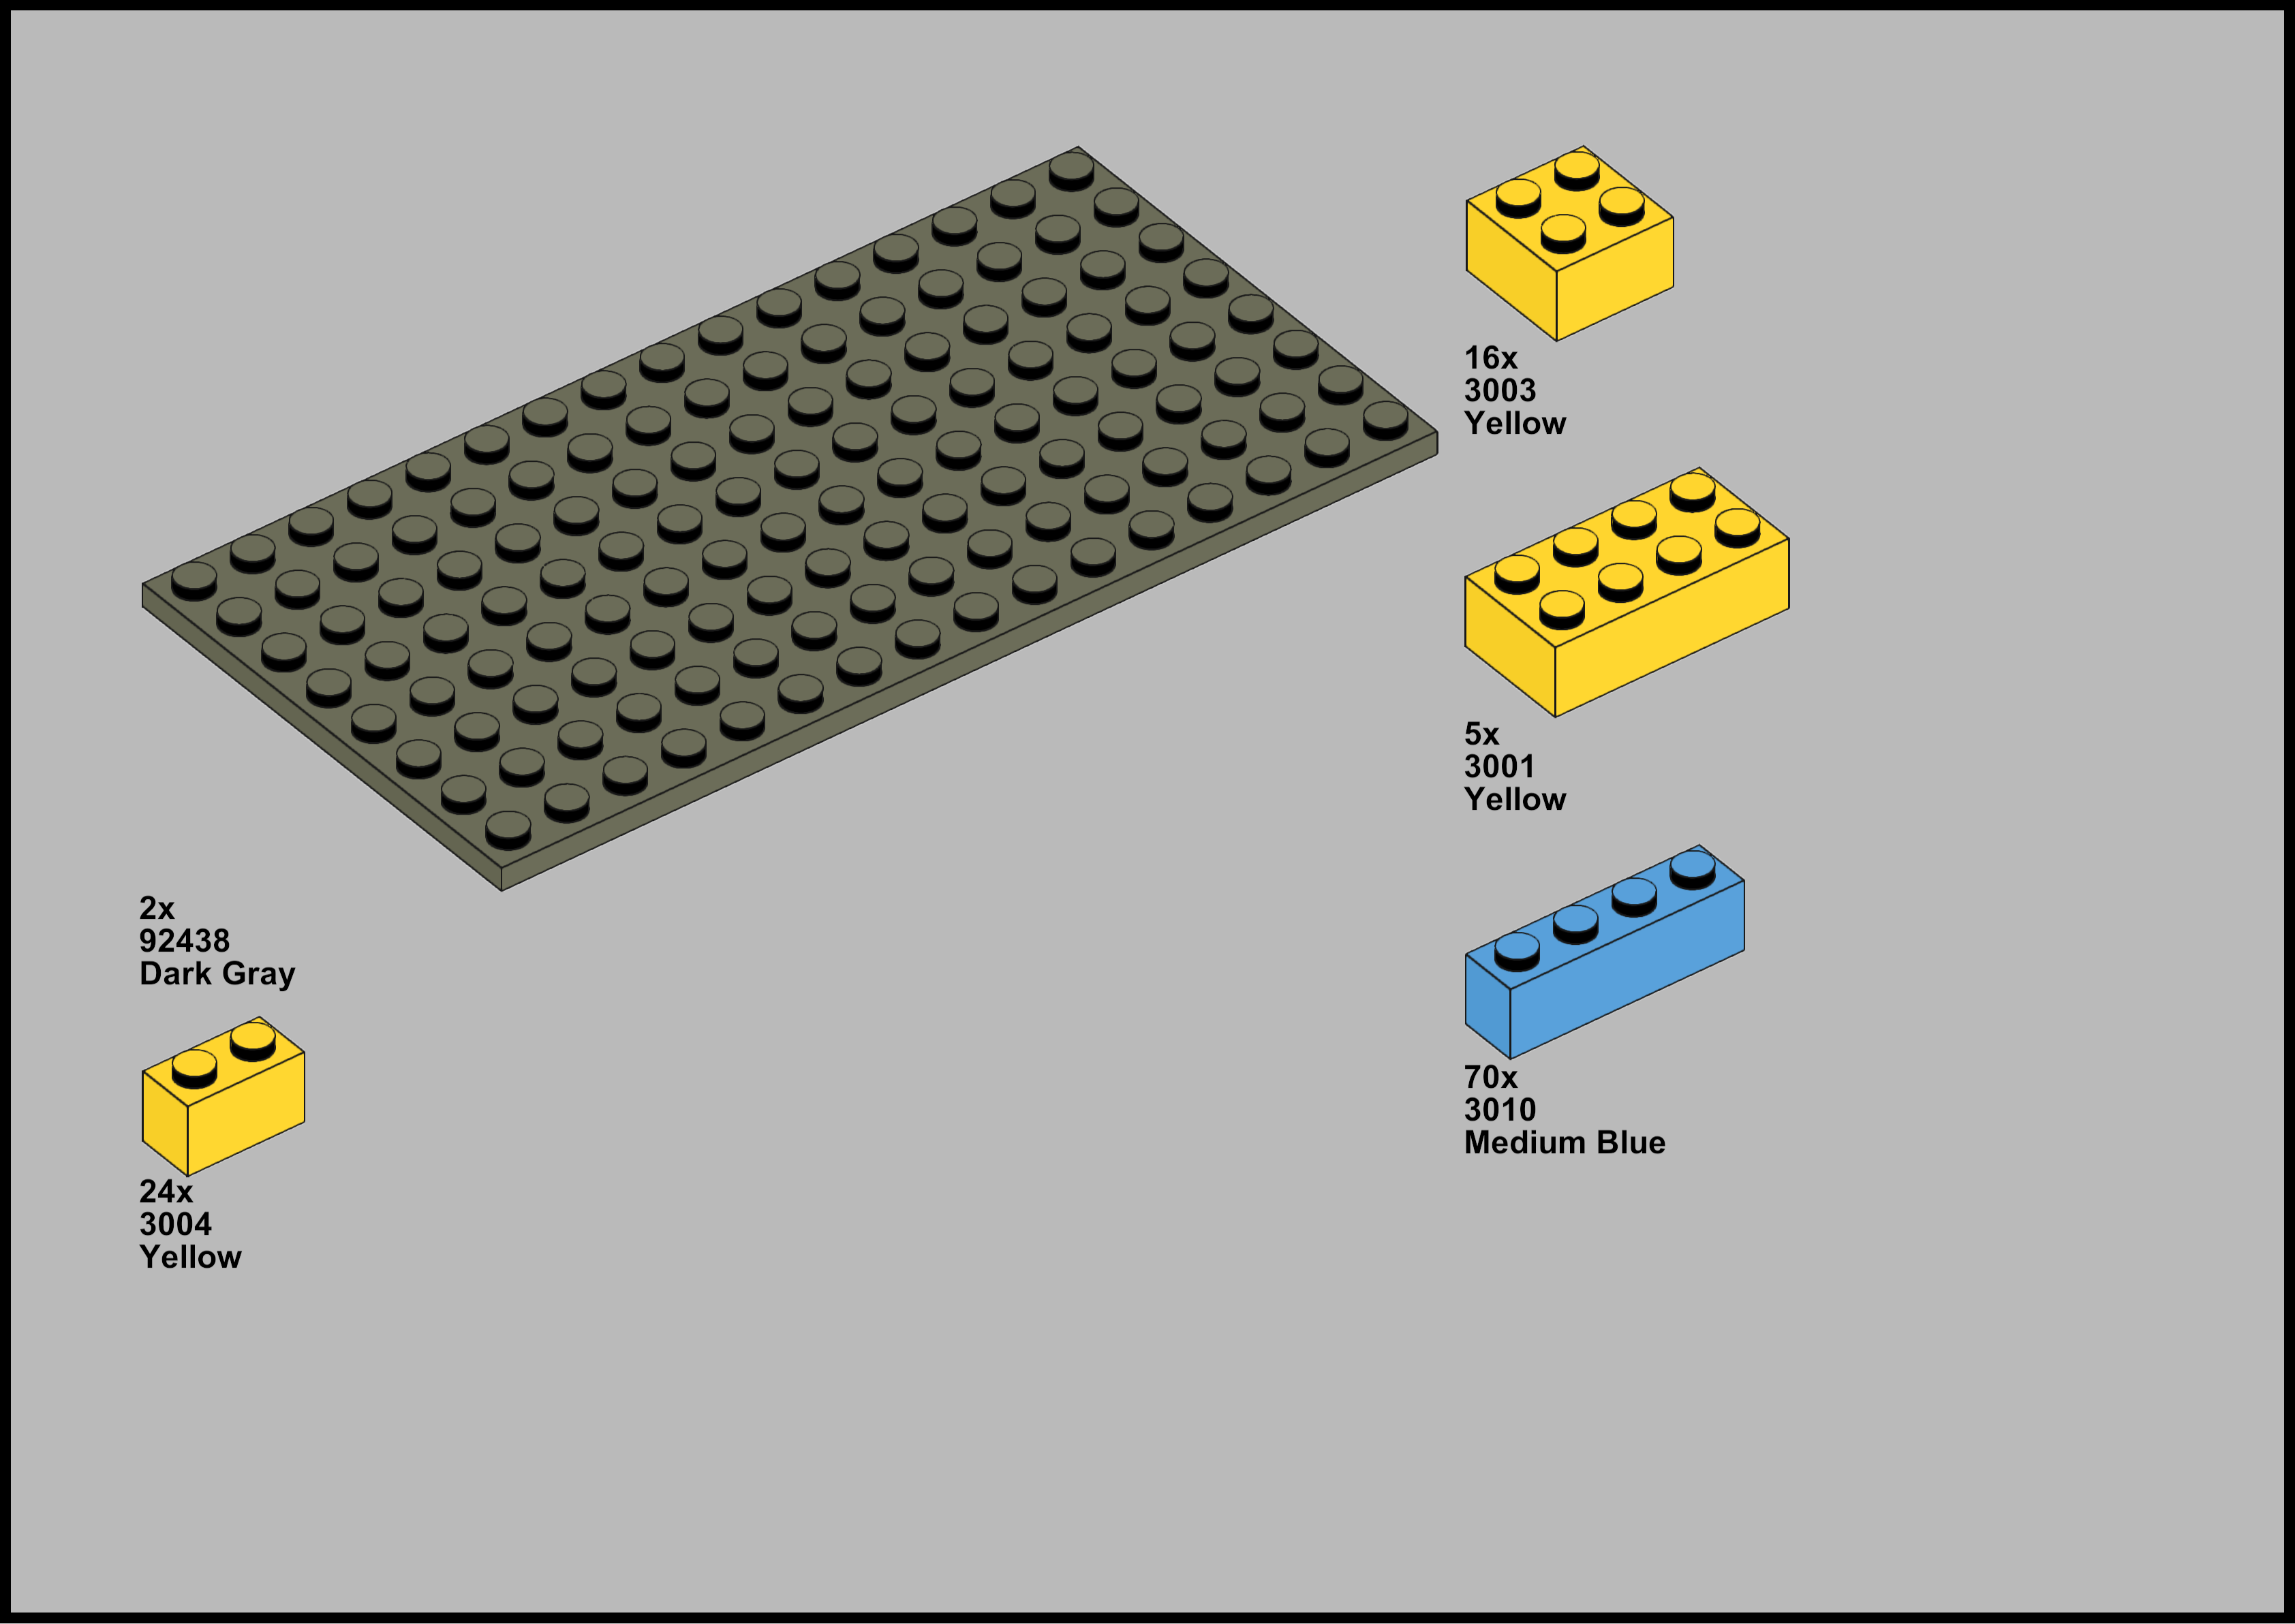 2x
92438
Dark Gray
24x
3004
Yellow
16x
3003
Yellow
5x
3001
Yellow
70x
3010
Medium Blue